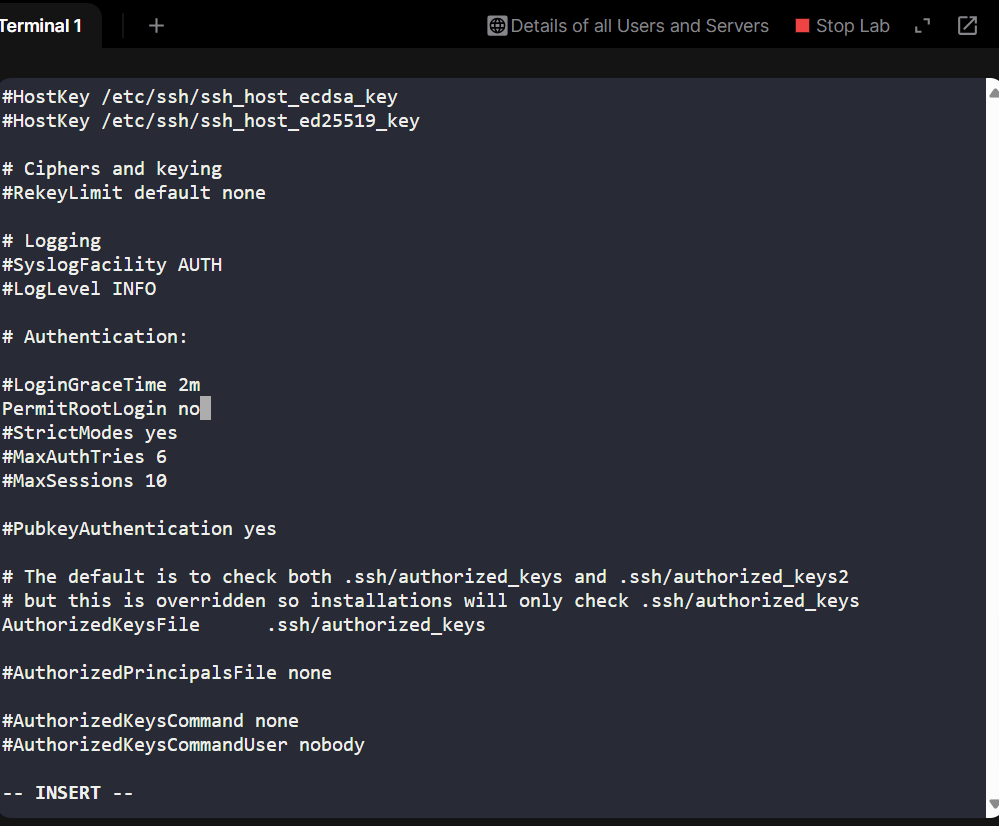 Terminal 1
+
Details of all Users and Servers
Stop Lab
#HostKey /etc/ssh/ssh_host_ecdsa_key
#HostKey /etc/ssh/ssh_host_ed25519_key
# Ciphers and keying
#RekeyLimit default none
# Logging
#SyslogFacility AUTH
#LogLevel INFO
# Authentication:
#LoginGraceTime 2m
PermitRootLogin no
#StrictModes yes
#MaxAuthTries 6
#MaxSessions 10
#PubkeyAuthentication yes
# The default is to check both .ssh/authorized_keys and .ssh/authorized_keys2
# but this is overridden so installations will only check .ssh/authorized_keys
AuthorizedKeysFile      .ssh/authorized_keys
#AuthorizedPrincipalsFile none
#AuthorizedKeysCommand none
#AuthorizedKeysCommandUser nobody
-- INSERT --